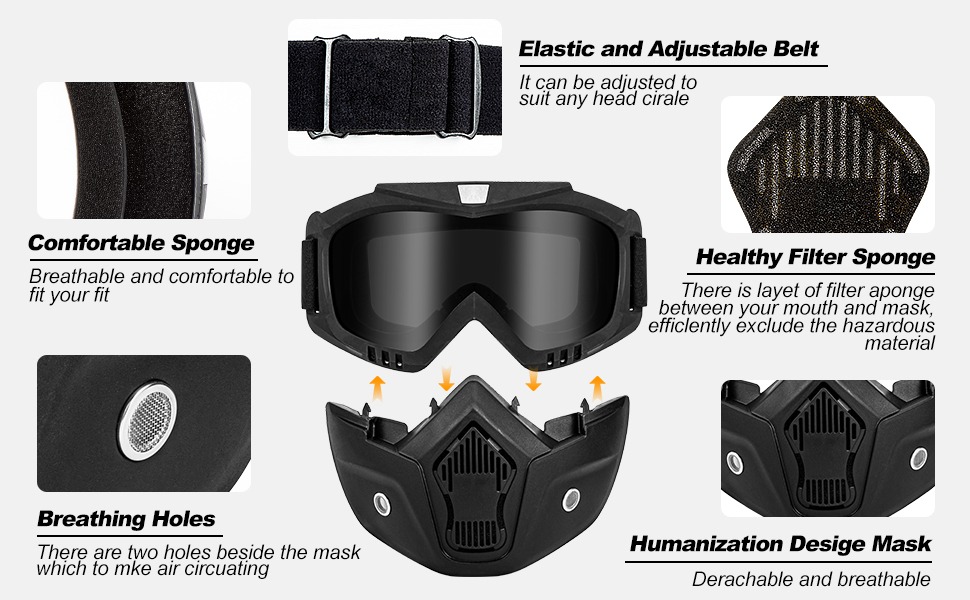 Elastic and Adjustable Belt
It can be adjusted to
suit any head cirale
Comfortable Sponge
Breathable and comfortable to
fit your fit
Healthy Filter Sponge
There is layet of filter aponge
between your mouth and mask,
efficlently exclude the hazardous
material
Breathing Holes
There are two holes beside the mask
which to mke air circuating
Humanization Desige Mask
Derachable and breathable